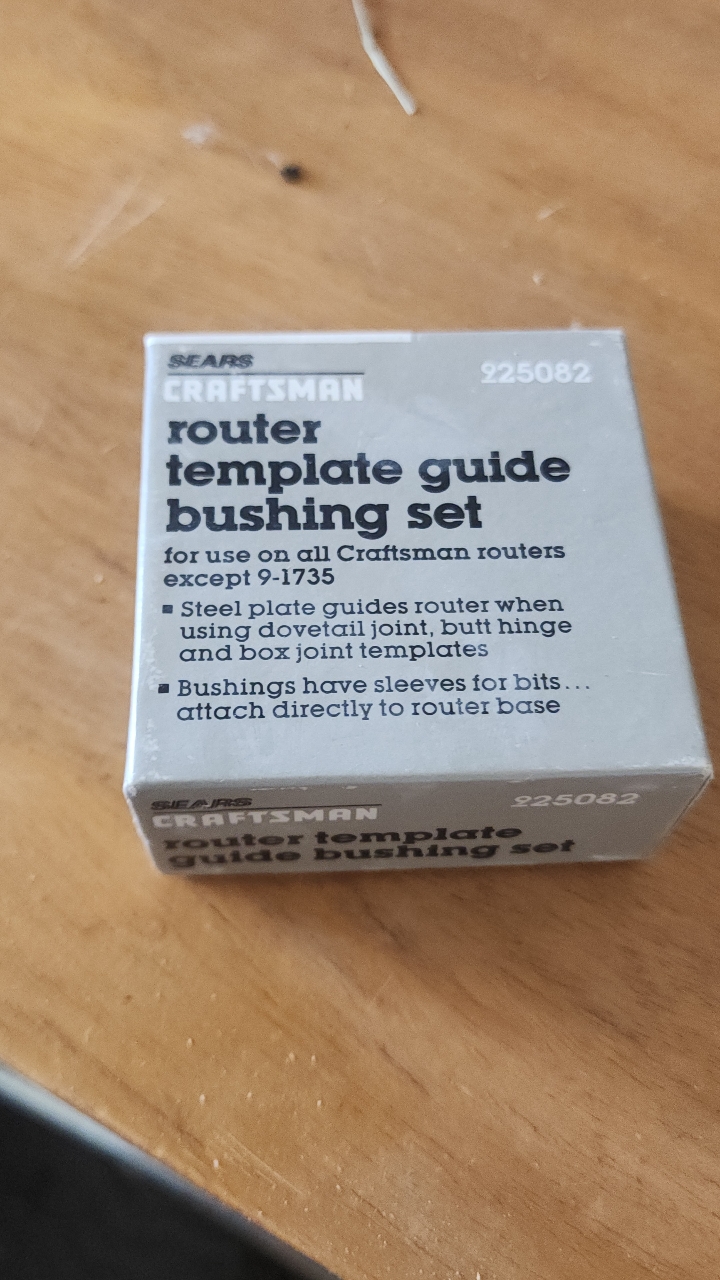 SEARS
CRAFTSMAN
925082
router
template guide
bushing set
for use on all Craftsman routers
except 9-1735
▪ Steel plate guides router when
using dovetail joint, butt hinge
and box joint templates
▪ Bushings have sleeves for bits...
attach directly to router base
SEARS
CRAFTSMAN
925082
router template
guide bushing set